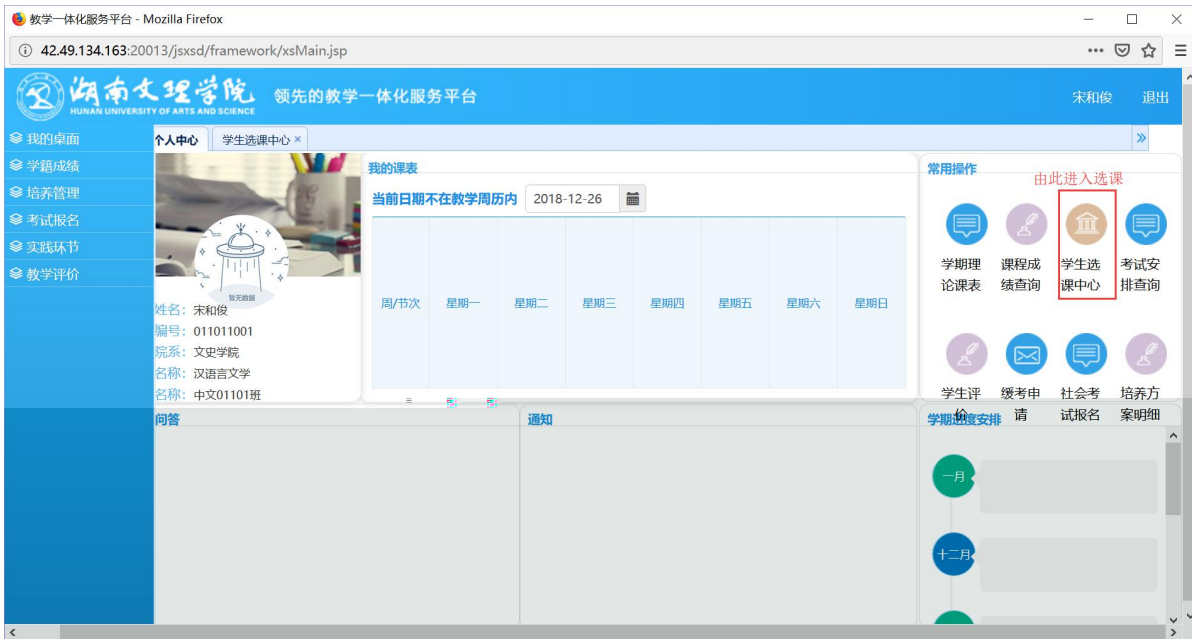 教学一体化服务平台 - Mozilla Firefox
42.49.134.163:20013/jsxsd/framework/xsMain.jsp
湖南文理学院
HUNAN UNIVERSITY OF ARTS AND SCIENCE
领先的教学一体化服务平台
宋和俊 退出
我的桌面
学籍成绩
培养管理
考试报名
实践环节
教学评价
个人中心 学生选课中心 ×
暂无数据
姓名：宋和俊
编号：011011001
院系：文史学院
名称：汉语言文学
名称：中文01101班
我的课表
当前日期不在教学周历内 2018-12-26
周/节次 星期一 星期二 星期三 星期四 星期五 星期六 星期日
常用操作
由此进入选课
学期理论课表
课程成绩查询
学生选课中心
考试安排查询
学生评价
缓考申请
社会考试报名
培养方案明细
问答
通知
学期进度安排
一月
十二月